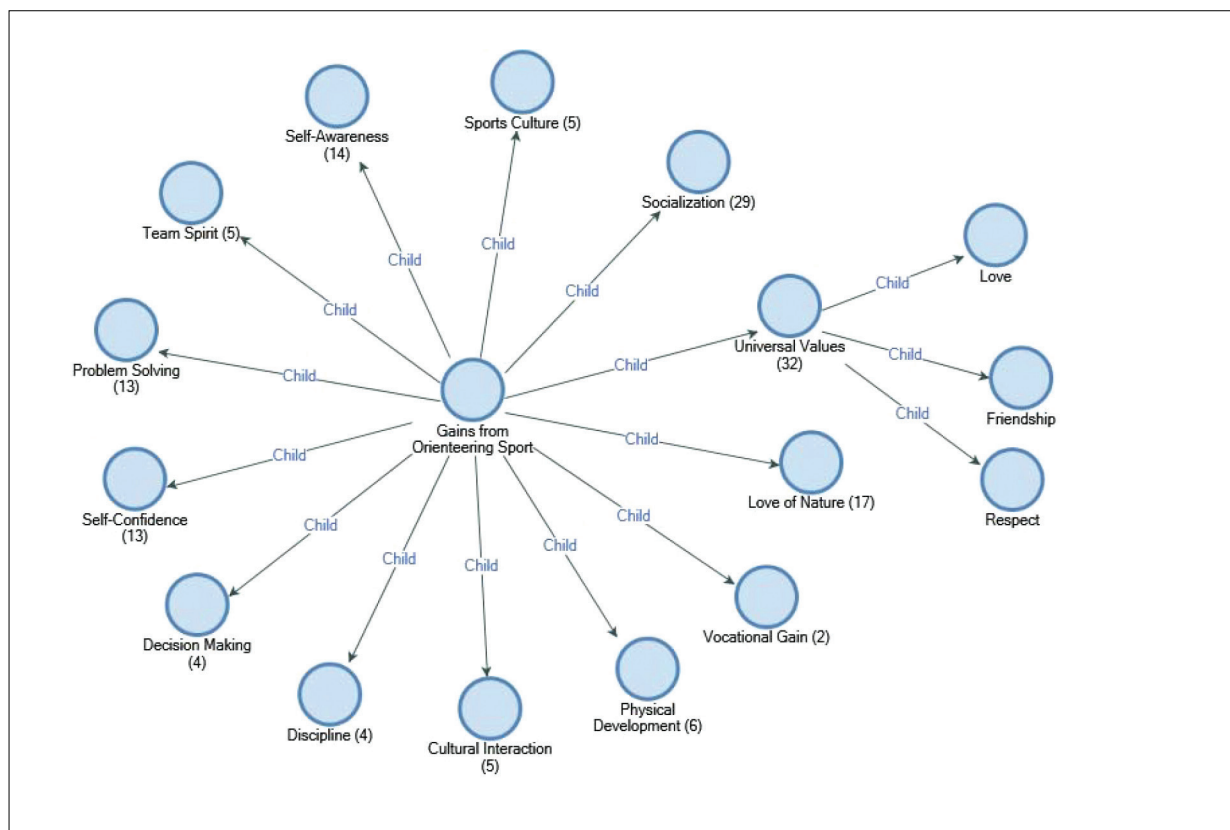 Sports Culture (5)
Self-Awareness
(14)
Socialization (29)
Team Spirit (5)
Child
Child
Child
Child
Child
Love
Child
Universal Values
(32)
Problem Solving
(13)
Child
Child
Child
Friendship
Child
Gains from
Orienteering Sport
Child
Love of Nature (17)
Respect
Child
Self-Confidence
(13)
Child
Child
Child
Child
Child
Decision Making
(4)
Vocational Gain (2)
Discipline (4)
Cultural Interaction
(5)
Physical
Development (6)